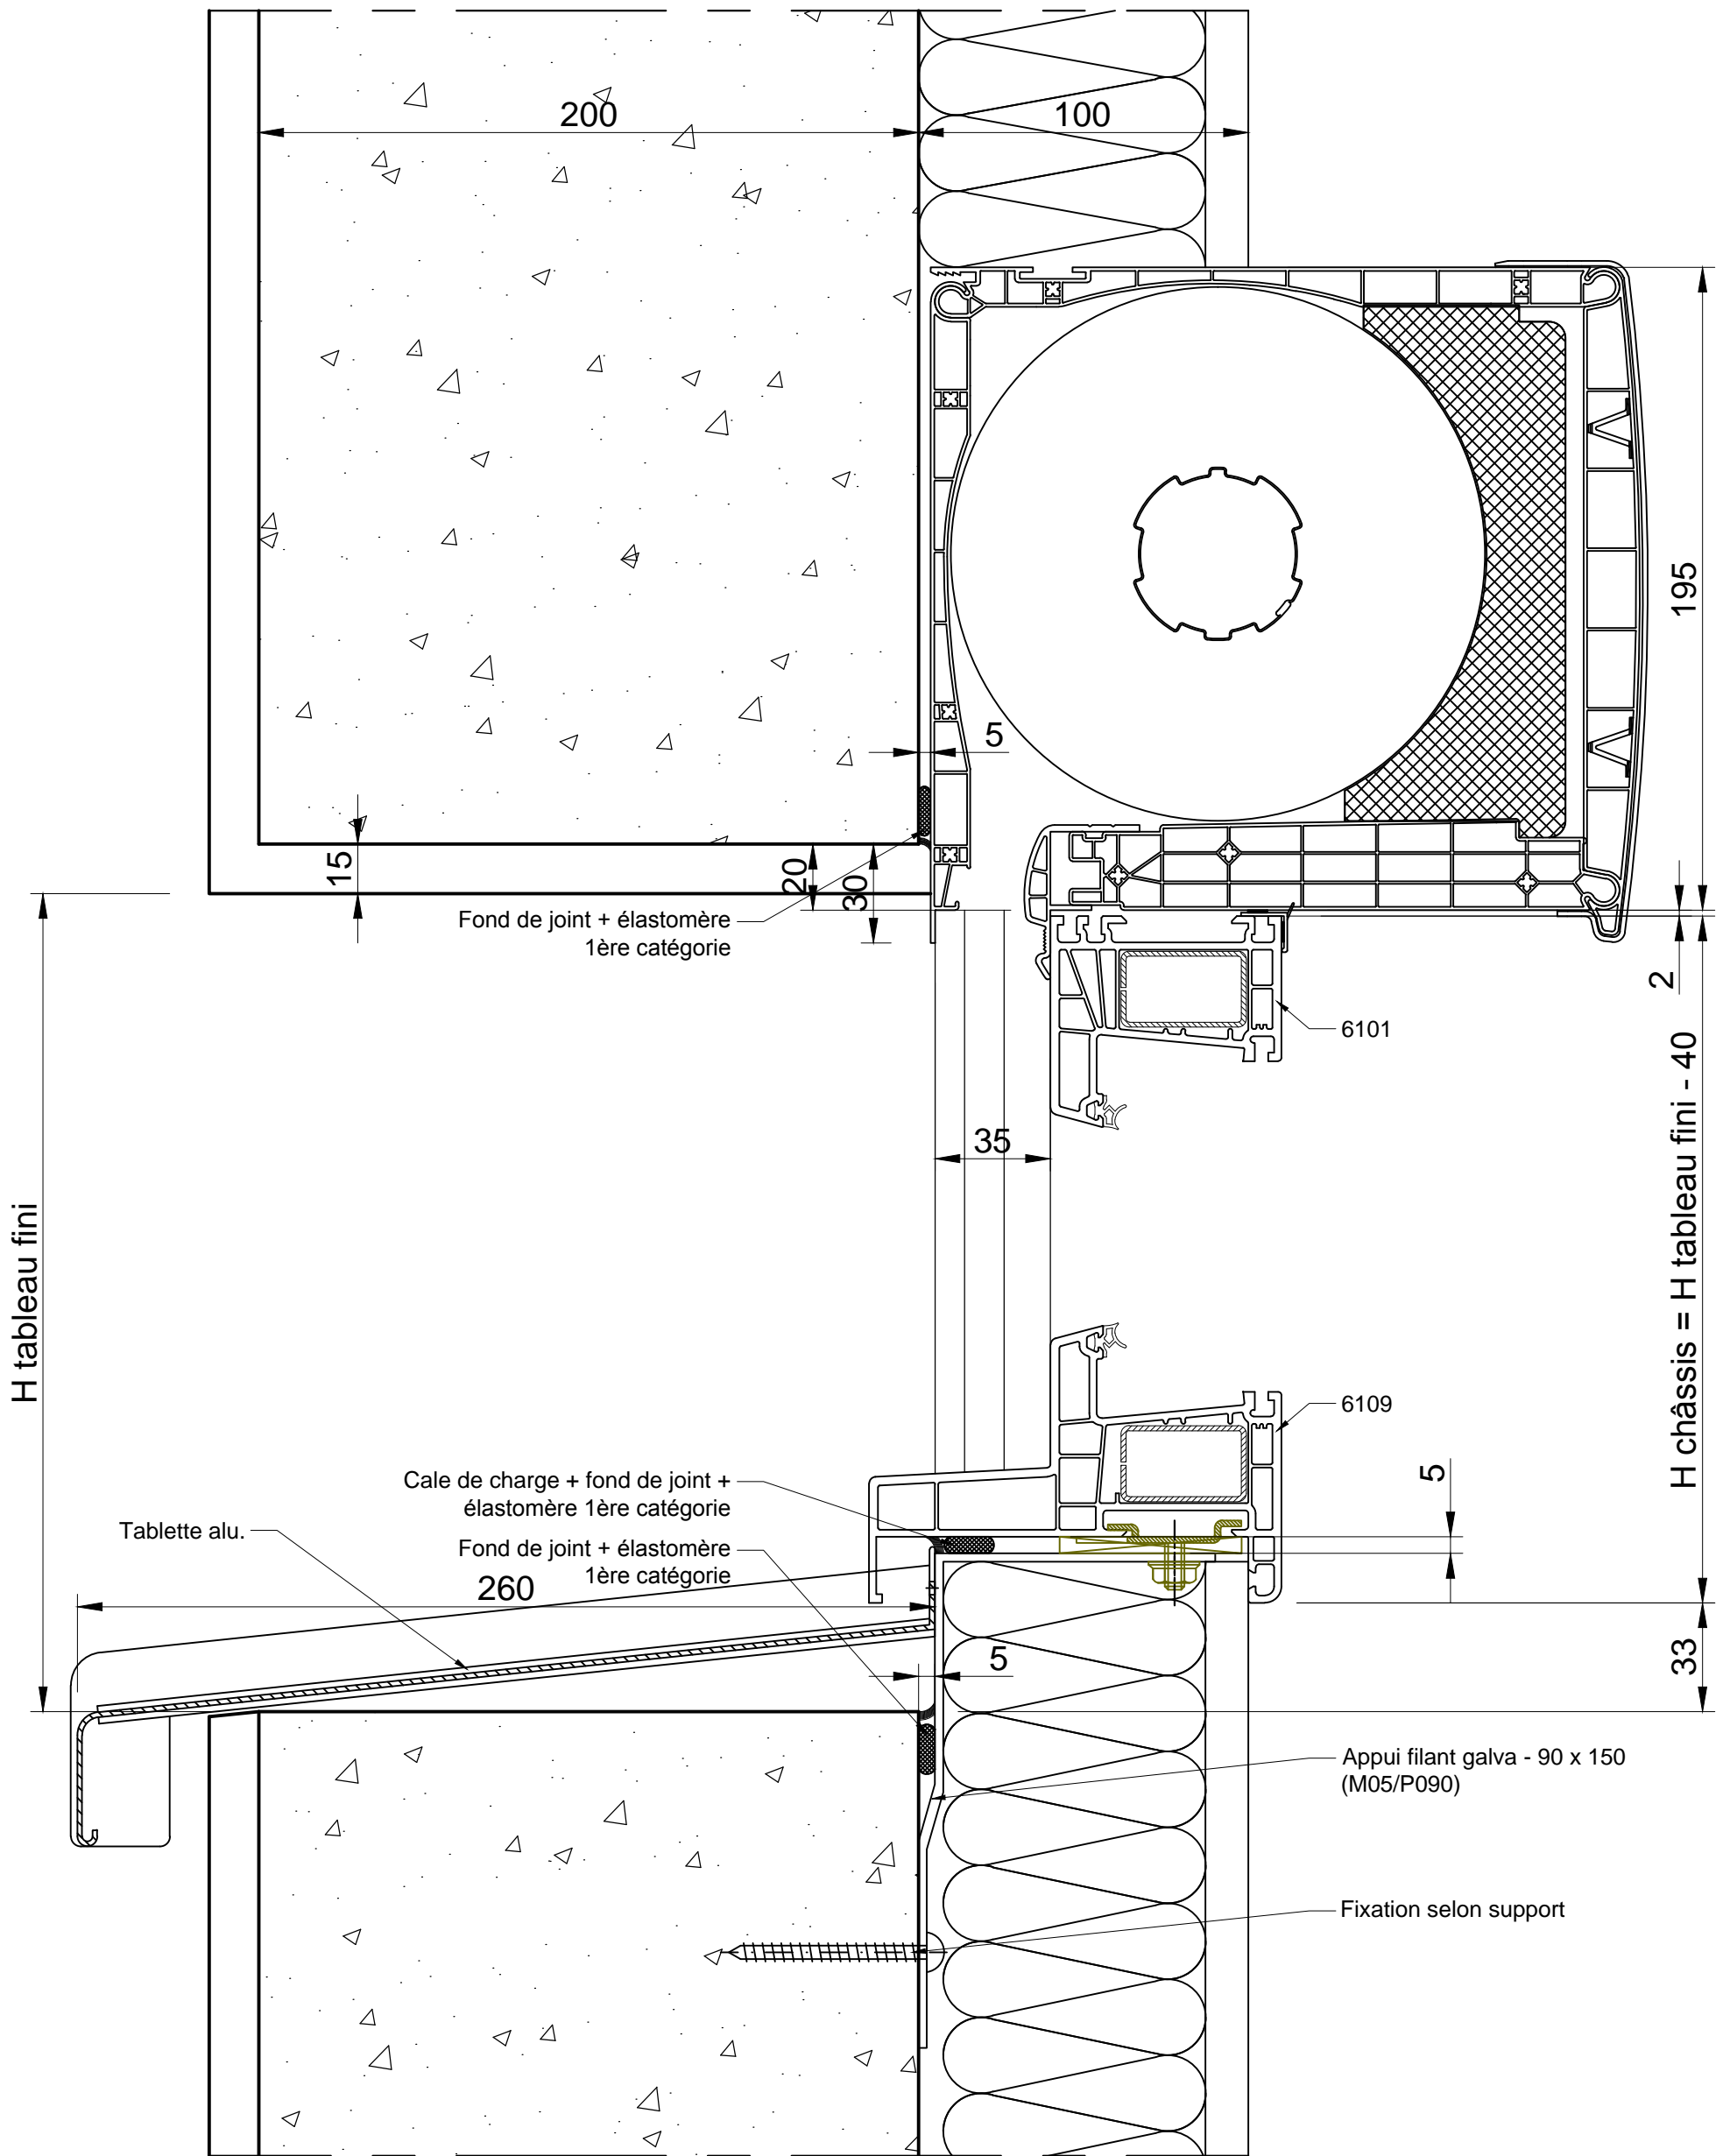 200
100
195
5
15
20
30
Fond de joint + élastomère
1ère catégorie
2
6101
H châssis = H tableau fini - 40
35
H tableau fini
6109
Cale de charge + fond de joint +
élastomère 1ère catégorie
5
Tablette alu.
Fond de joint + élastomère
1ère catégorie
260
5
33
Appui filant galva - 90 x 150
(M05/P090)
Fixation selon support